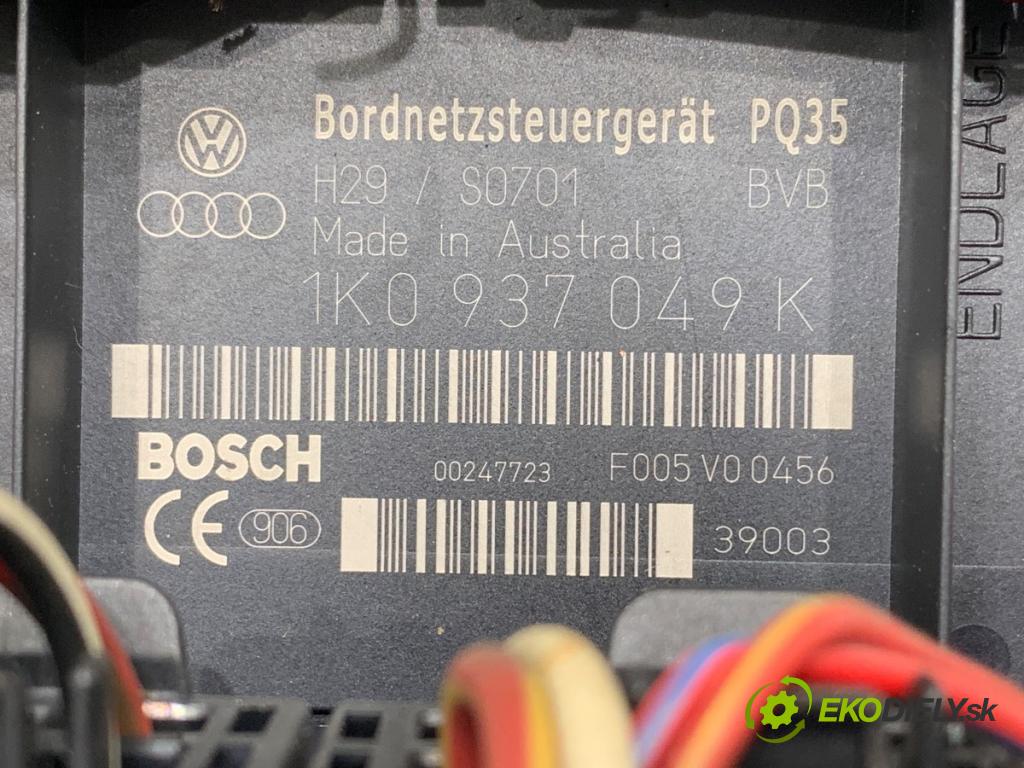 Bordnetzsteuergerät PQ35
H29 / S0701 BVB
Made in Australia
1K0 937 049 K
BOSCH
00247723 F005 V0 0456
CE 906
39003
ENDLAGE
EKODIELY.sk